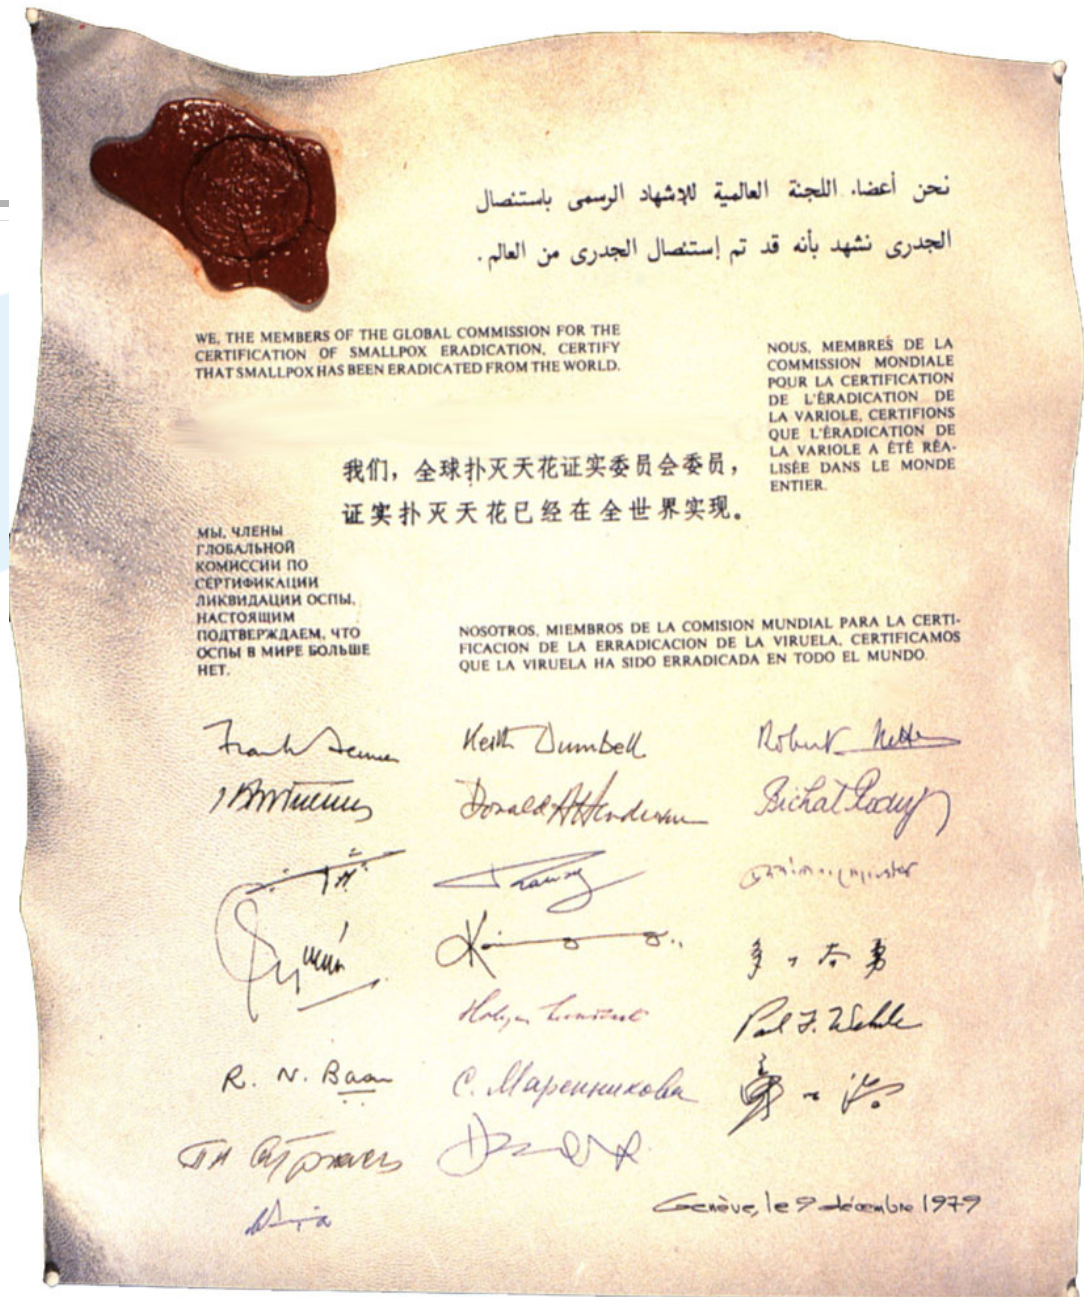 نحن أعضاء اللجنة العالمية للإشهاد الرسمى باستئصال
الجدرى نشهد بأنه قد تم إستئصال الجدرى من العالم .
WE, THE MEMBERS OF THE GLOBAL COMMISSION FOR THE
CERTIFICATION OF SMALLPOX ERADICATION, CERTIFY
THAT SMALLPOX HAS BEEN ERADICATED FROM THE WORLD.
NOUS, MEMBRES DE LA
COMMISSION MONDIALE
POUR LA CERTIFICATION
DE L'ÉRADICATION DE
LA VARIOLE, CERTIFIONS
QUE L'ÉRADICATION DE
LA VARIOLE A ÉTÉ RÉA-
LISÉE DANS LE MONDE
ENTIER.
我们，全球扑灭天花证实委员会委员，
证实扑灭天花已经在全世界实现。
МЫ, ЧЛЕНЫ
ГЛОБАЛЬНОЙ
КОМИССИИ ПО
СЕРТИФИКАЦИИ
ЛИКВИДАЦИИ ОСПЫ,
НАСТОЯЩИМ
ПОДТВЕРЖДАЕМ, ЧТО
ОСПЫ В МИРЕ БОЛЬШЕ
НЕТ.
NOSOTROS, MIEMBROS DE LA COMISION MUNDIAL PARA LA CERTI-
FICACION DE LA ERRADICACION DE LA VIRUELA, CERTIFICAMOS
QUE LA VIRUELA HA SIDO ERRADICADA EN TODO EL MUNDO.
Frank Fenner
Keith Dumbell
Robert Netter
Donald A Henderson
R. N. Basu
С. Маренникова
Paul F. Wehrle
Genève, le 9 décembre 1979